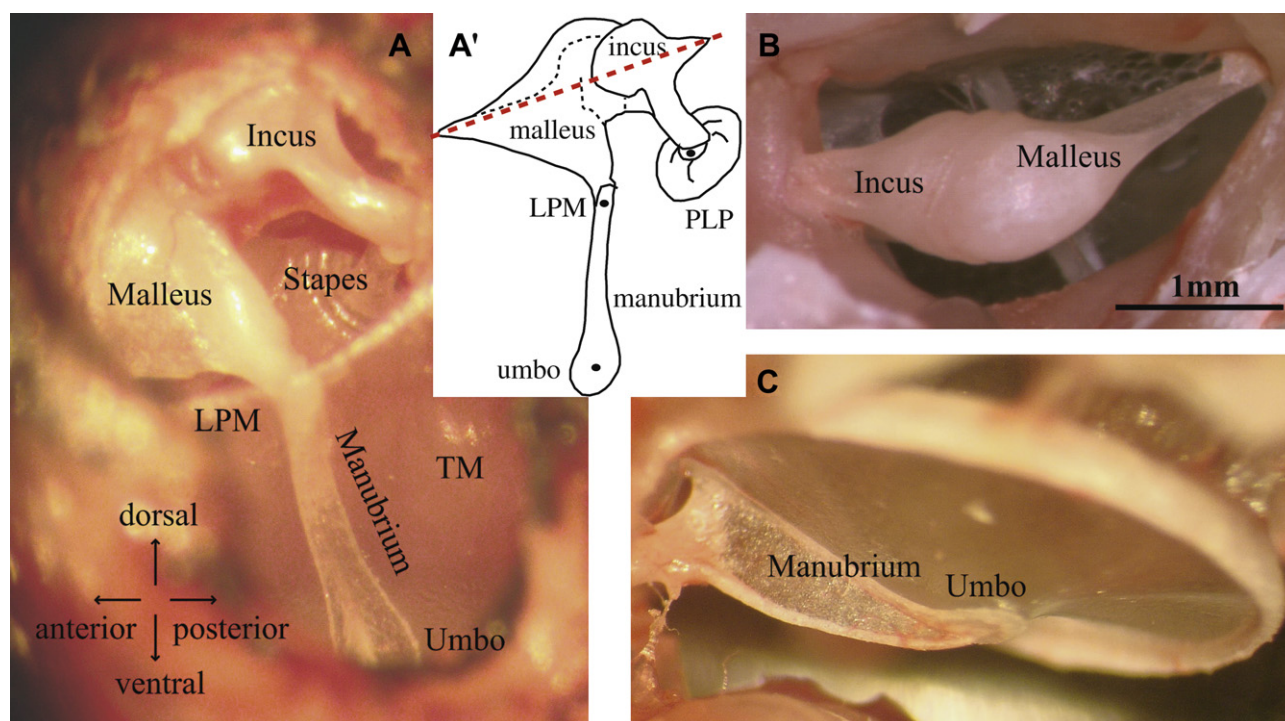 A
Incus
Malleus
Stapes
LPM
Manubrium
TM
dorsal
anterior posterior
ventral
Umbo
A'
incus
malleus
LPM
PLP
manubrium
umbo
B
Incus
Malleus
1mm
C
Manubrium
Umbo